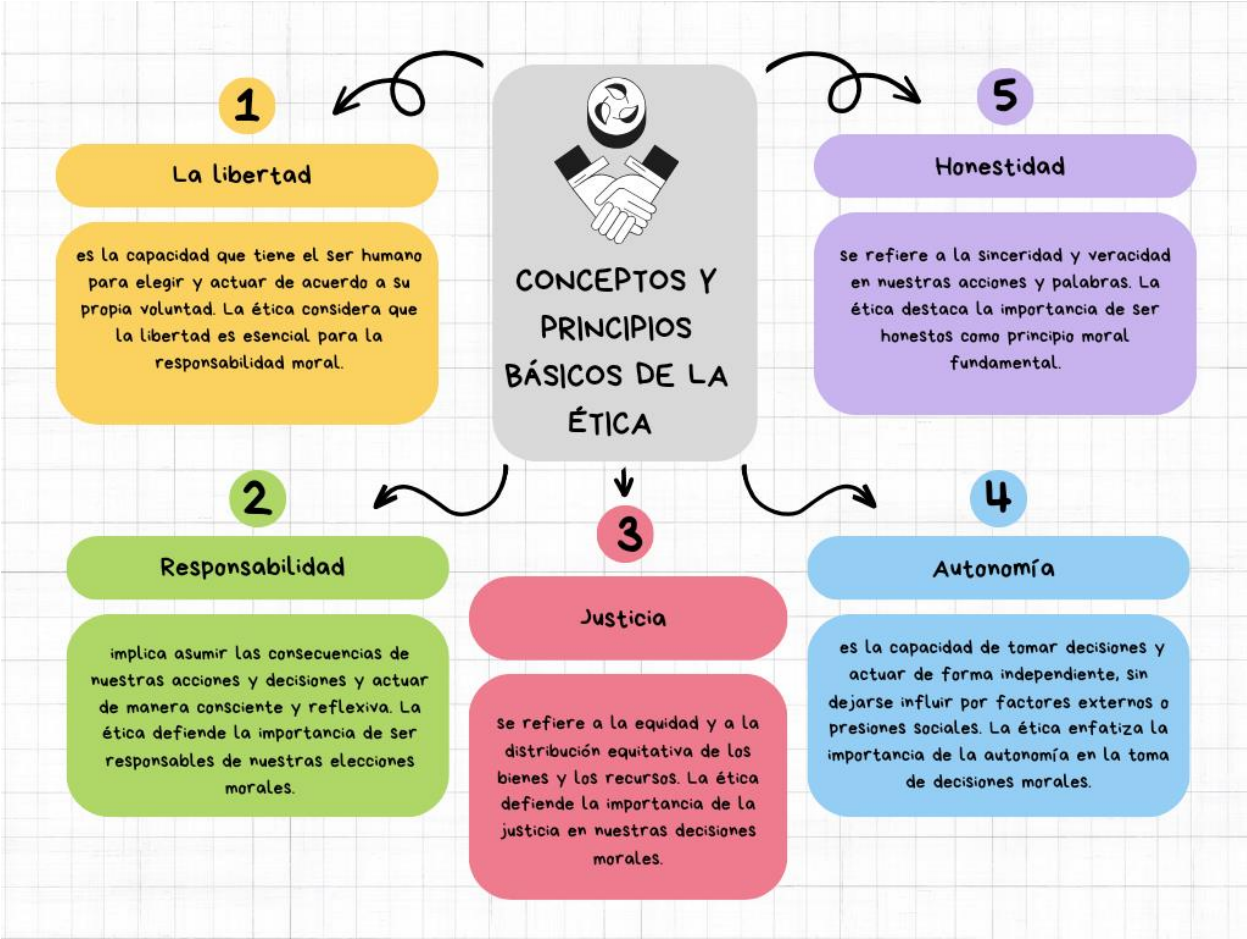 CONCEPTOS Y
PRINCIPIOS
BÁSICOS DE LA
ÉTICA
1
La libertad
es la capacidad que tiene el ser humano
para elegir y actuar de acuerdo a su
propia voluntad. La ética considera que
la libertad es esencial para la
responsabilidad moral.
2
Responsabilidad
implica asumir las consecuencias de
nuestras acciones y decisiones y actuar
de manera consciente y reflexiva. La
ética defiende la importancia de ser
responsables de nuestras elecciones
morales.
3
Justicia
se refiere a la equidad y a la
distribución equitativa de los
bienes y los recursos. La ética
defiende la importancia de la
justicia en nuestras decisiones
morales.
4
Autonomía
es la capacidad de tomar decisiones y
actuar de forma independiente, sin
dejarse influir por factores externos o
presiones sociales. La ética enfatiza la
importancia de la autonomía en la toma
de decisiones morales.
5
Honestidad
se refiere a la sinceridad y veracidad
en nuestras acciones y palabras. La
ética destaca la importancia de ser
honestos como principio moral
fundamental.